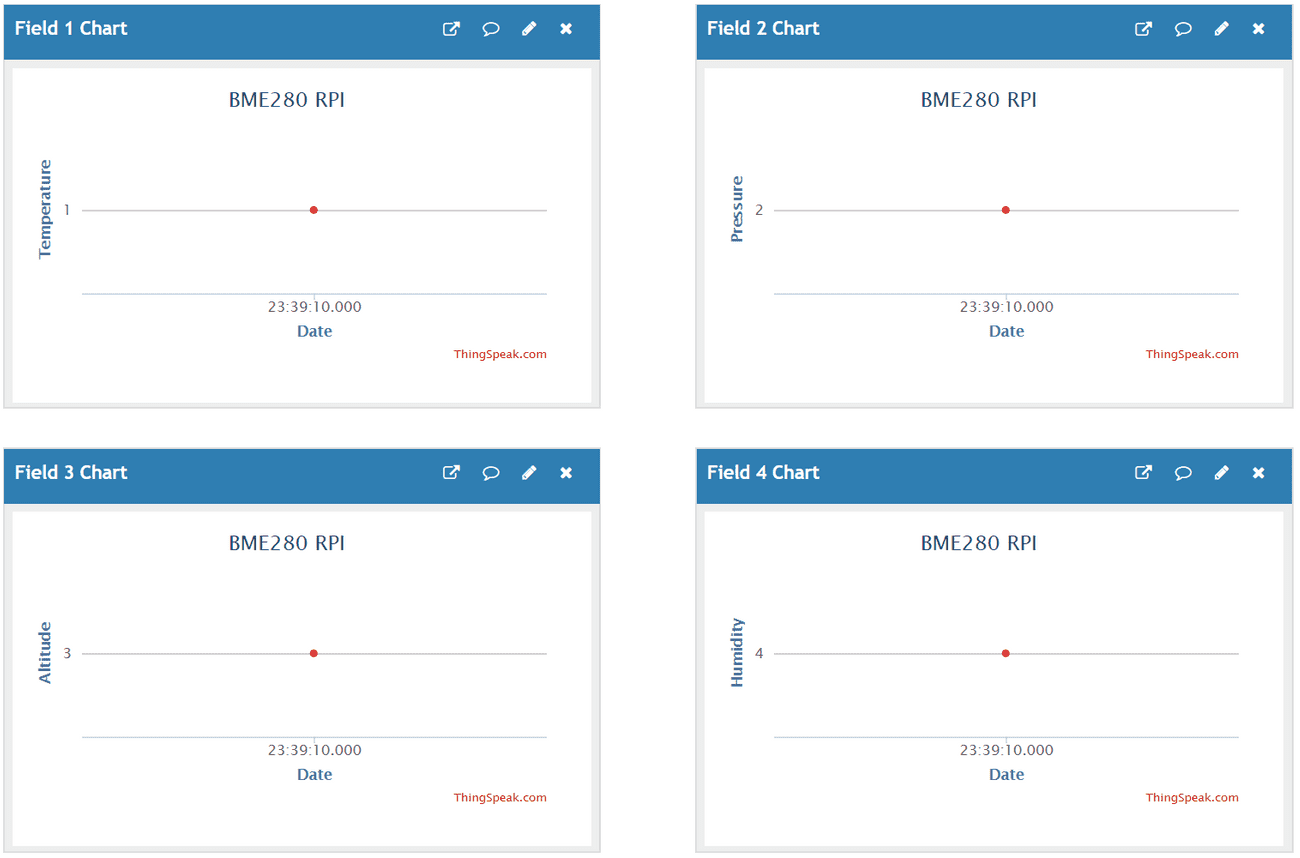 Field 1 Chart
BME280 RPI
Temperature
1
23:39:10.000
Date
ThingSpeak.com
Field 2 Chart
BME280 RPI
Pressure
2
23:39:10.000
Date
ThingSpeak.com
Field 3 Chart
BME280 RPI
Altitude
3
23:39:10.000
Date
ThingSpeak.com
Field 4 Chart
BME280 RPI
Humidity
4
23:39:10.000
Date
ThingSpeak.com